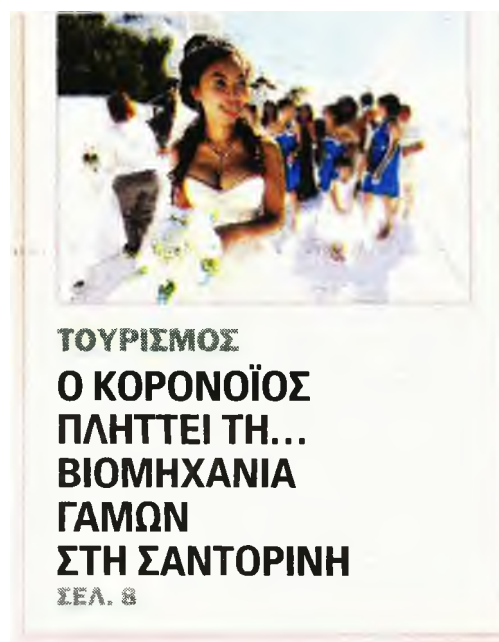 ΤΟΥΡΙΣΜΟΣ
Ο ΚΟΡΟΝΟΪΟΣ
ΠΛΗΤΤΕΙ ΤΗ...
ΒΙΟΜΗΧΑΝΙΑ
ΓΑΜΩΝ
ΣΤΗ ΣΑΝΤΟΡΙΝΗ
ΣΕΛ. 8